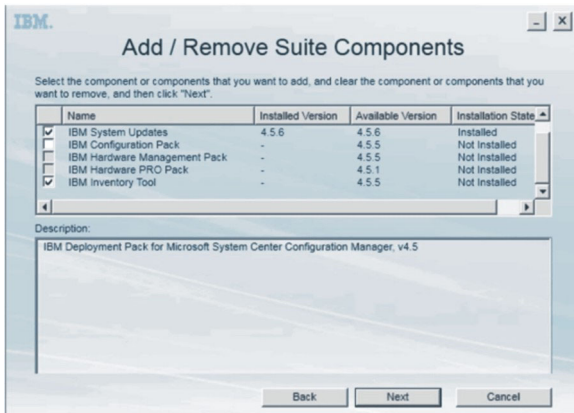 IBM.
Add / Remove Suite Components
Select the component or components that you want to add, and clear the component or components that you
want to remove, and then click "Next".
Name Installed Version Available Version Installation State
IBM System Updates 4.5.6 4.5.6 Installed
IBM Configuration Pack - 4.5.5 Not Installed
IBM Hardware Management Pack - 4.5.5 Not Installed
IBM Hardware PRO Pack - 4.5.1 Not Installed
IBM Inventory Tool - 4.5.5 Not Installed
Description:
IBM Deployment Pack for Microsoft System Center Configuration Manager, v4.5
Back Next Cancel